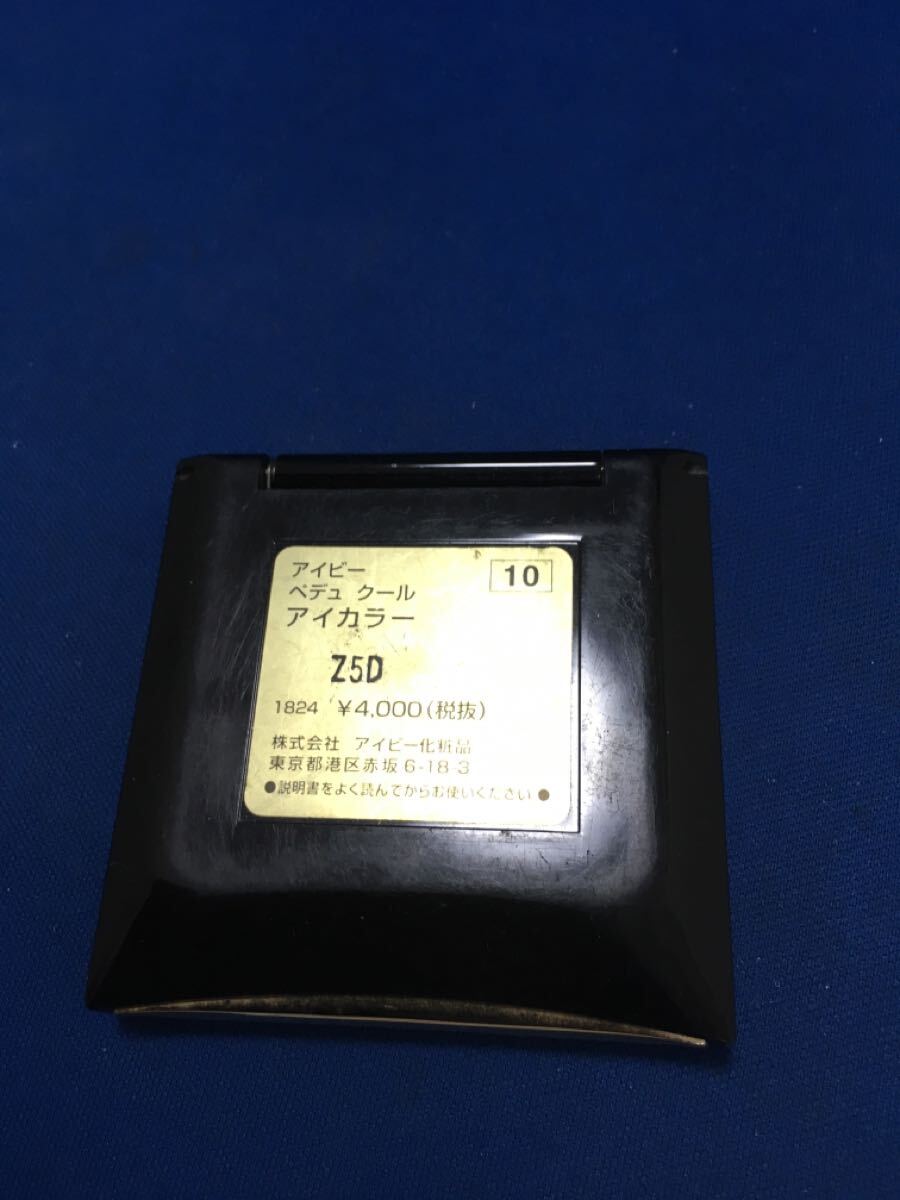 アイビー 10
ペデュ クール
アイカラー
Z5D
1824 ¥4,000(税抜)
株式会社 アイビー化粧品
東京都港区赤坂6-18-3
●説明書をよく読んでからお使いください●